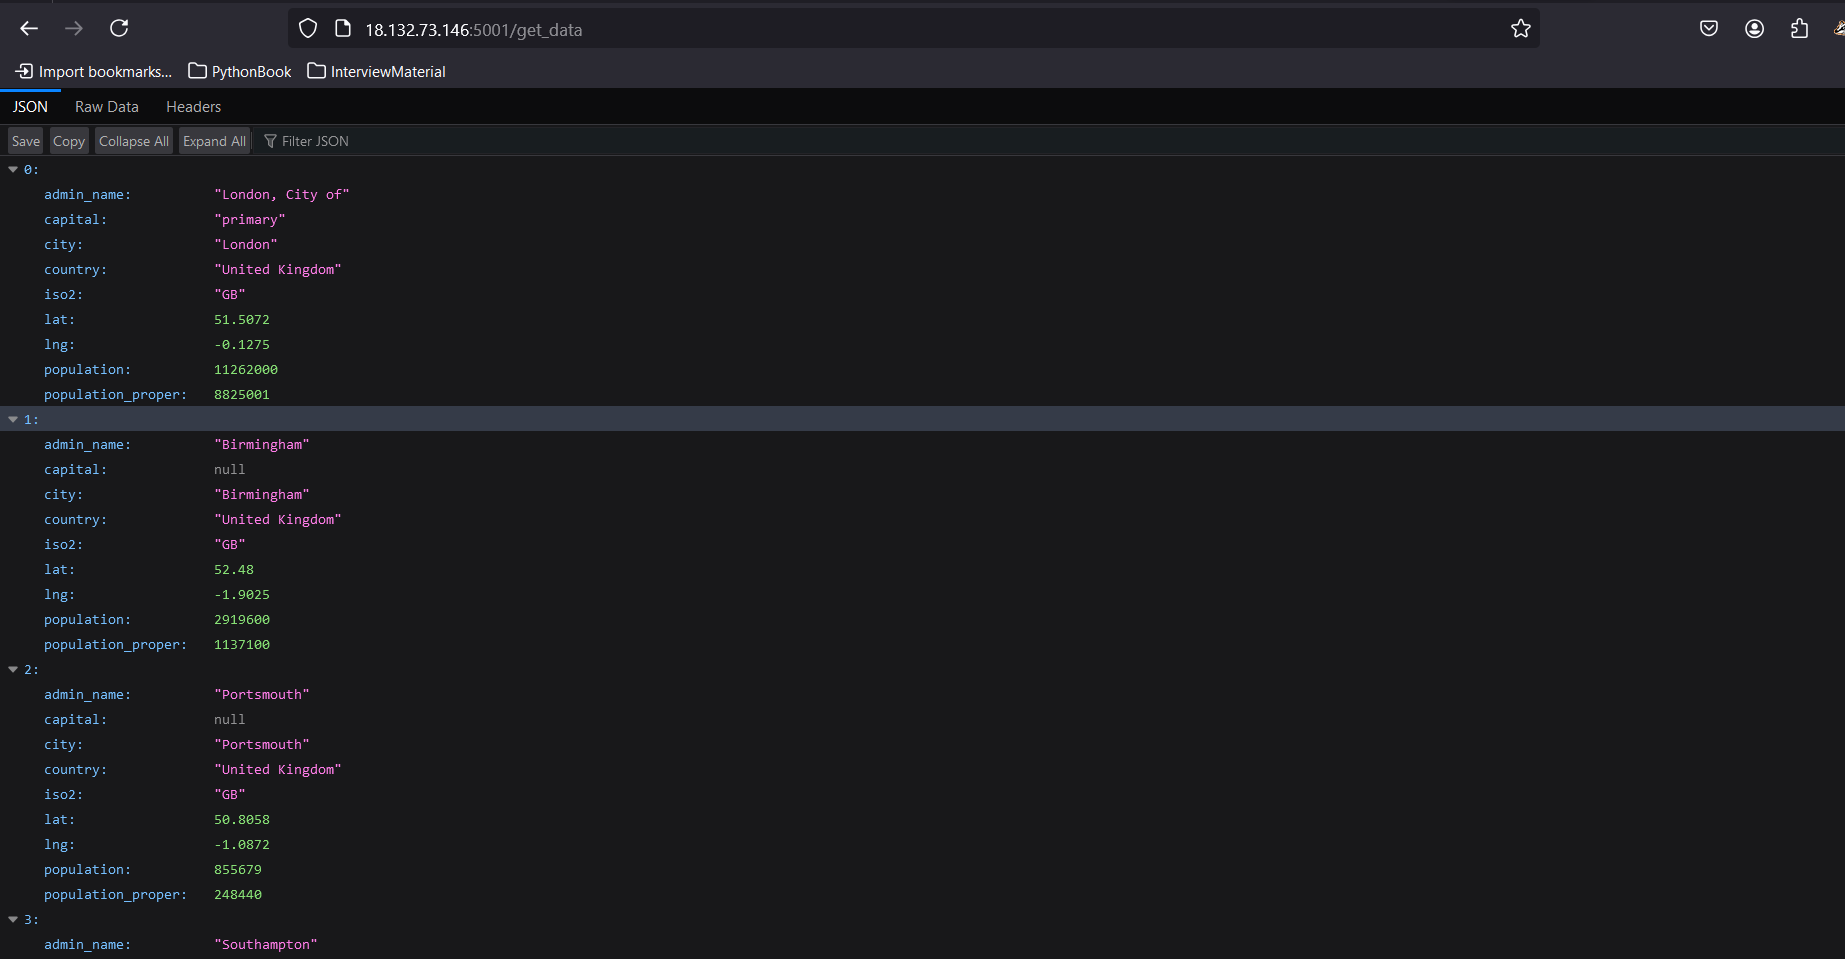 18.132.73.146:5001/get_data
Import bookmarks... PythonBook InterviewMaterial
JSON Raw Data Headers
Save Copy Collapse All Expand All Filter JSON
0:
admin_name: "London, City of"
capital: "primary"
city: "London"
country: "United Kingdom"
iso2: "GB"
lat: 51.5072
lng: -0.1275
population: 11262000
population_proper: 8825001
1:
admin_name: "Birmingham"
capital: null
city: "Birmingham"
country: "United Kingdom"
iso2: "GB"
lat: 52.48
lng: -1.9025
population: 2919600
population_proper: 1137100
2:
admin_name: "Portsmouth"
capital: null
city: "Portsmouth"
country: "United Kingdom"
iso2: "GB"
lat: 50.8058
lng: -1.0872
population: 855679
population_proper: 248440
3:
admin_name: "Southampton"